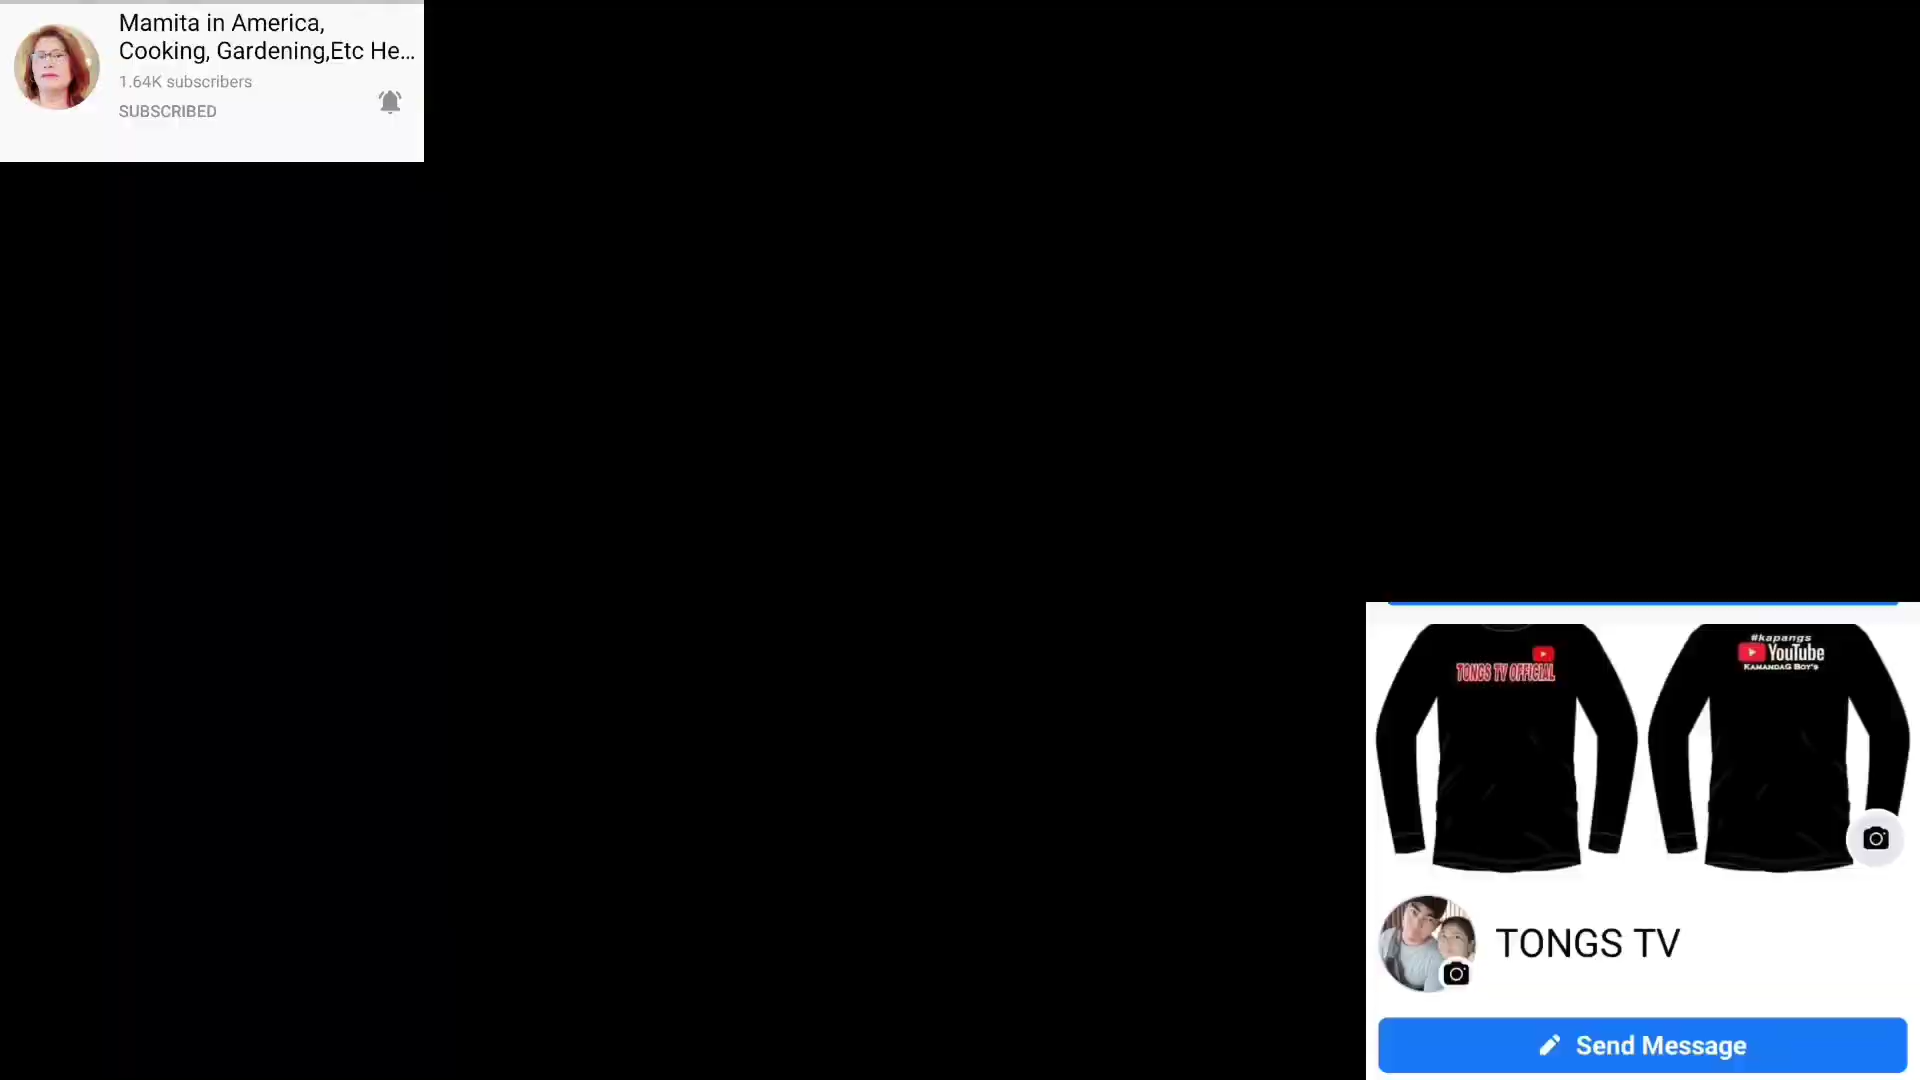 Mamita in America,
Cooking, Gardening,Etc He...
1.64K subscribers
SUBSCRIBED
TONGS TV OFFICIAL
#kapangs
YouTube
KAMANDAG BOY'S
TONGS TV
Send Message